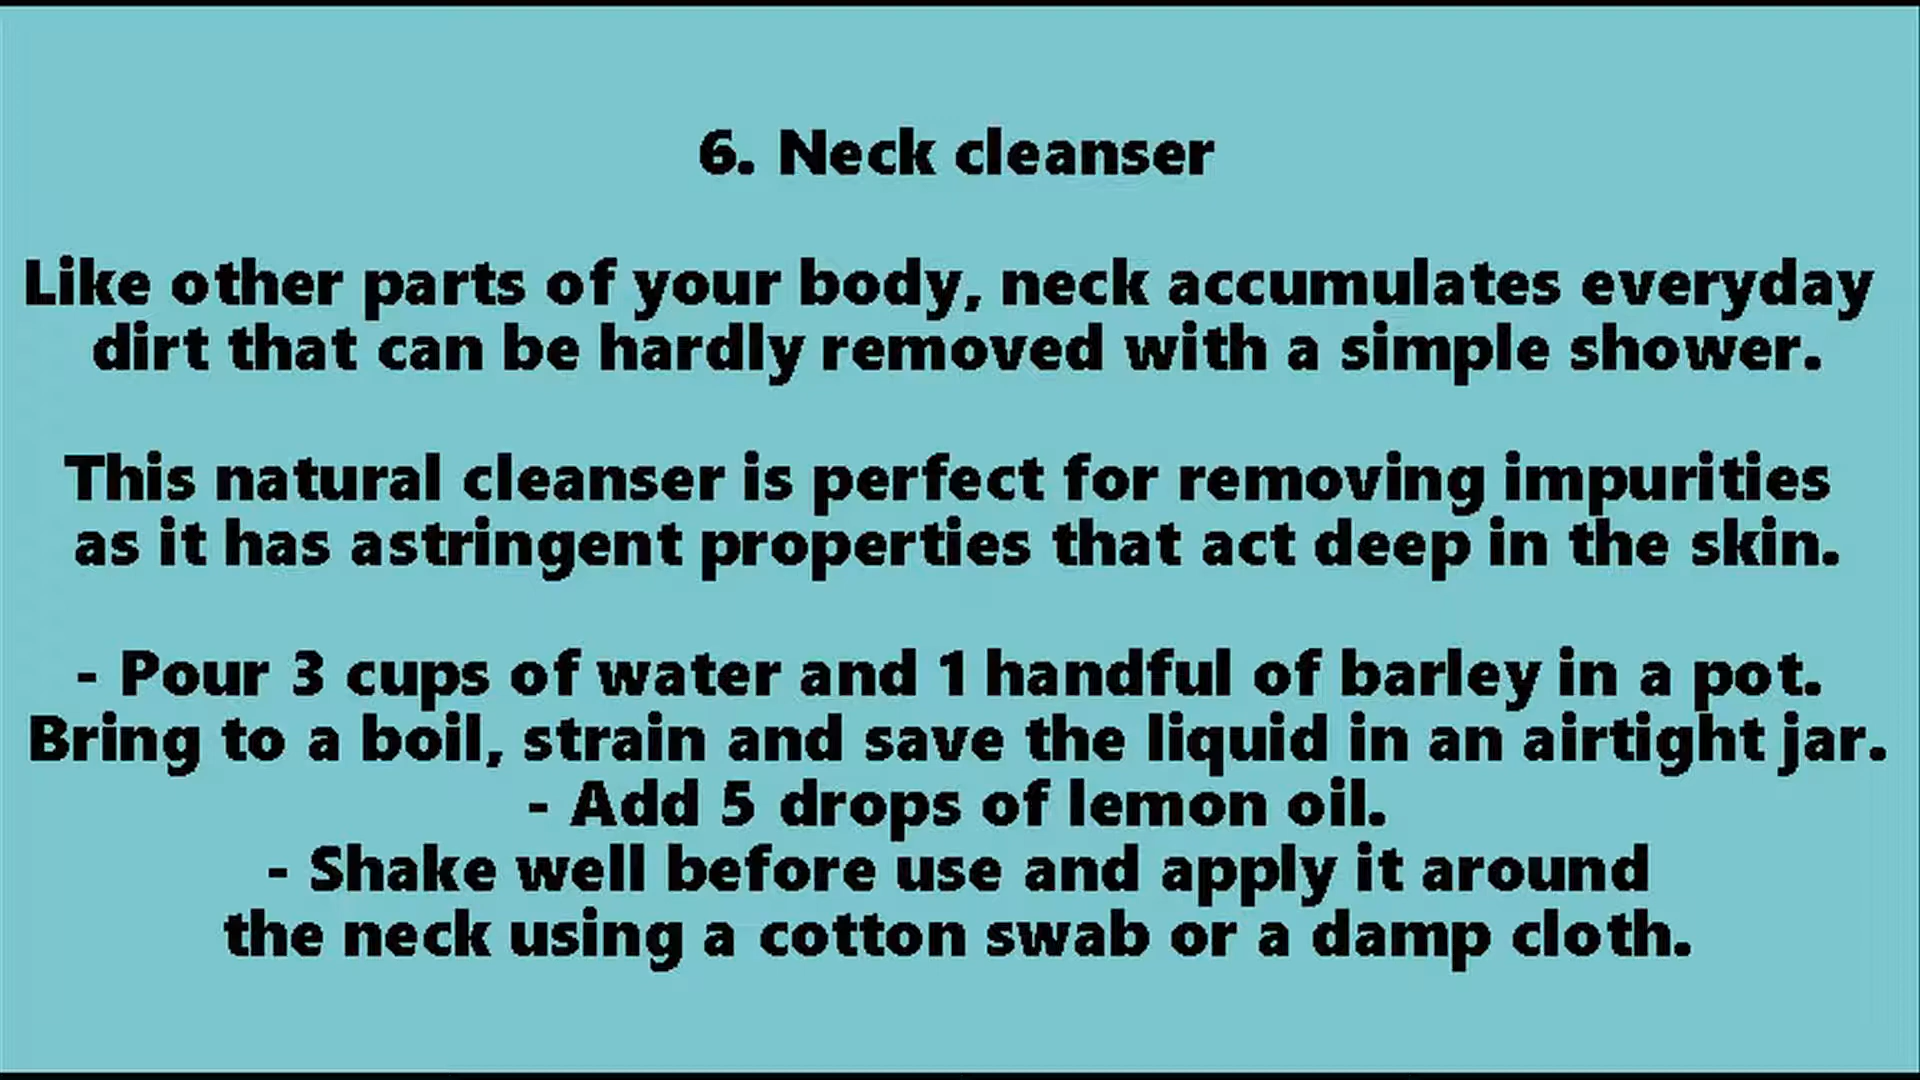 6. Neck cleanser
Like other parts of your body, neck accumulates everyday
dirt that can be hardly removed with a simple shower.
This natural cleanser is perfect for removing impurities
as it has astringent properties that act deep in the skin.
- Pour 3 cups of water and 1 handful of barley in a pot.
Bring to a boil, strain and save the liquid in an airtight jar.
- Add 5 drops of lemon oil.
- Shake well before use and apply it around
the neck using a cotton swab or a damp cloth.